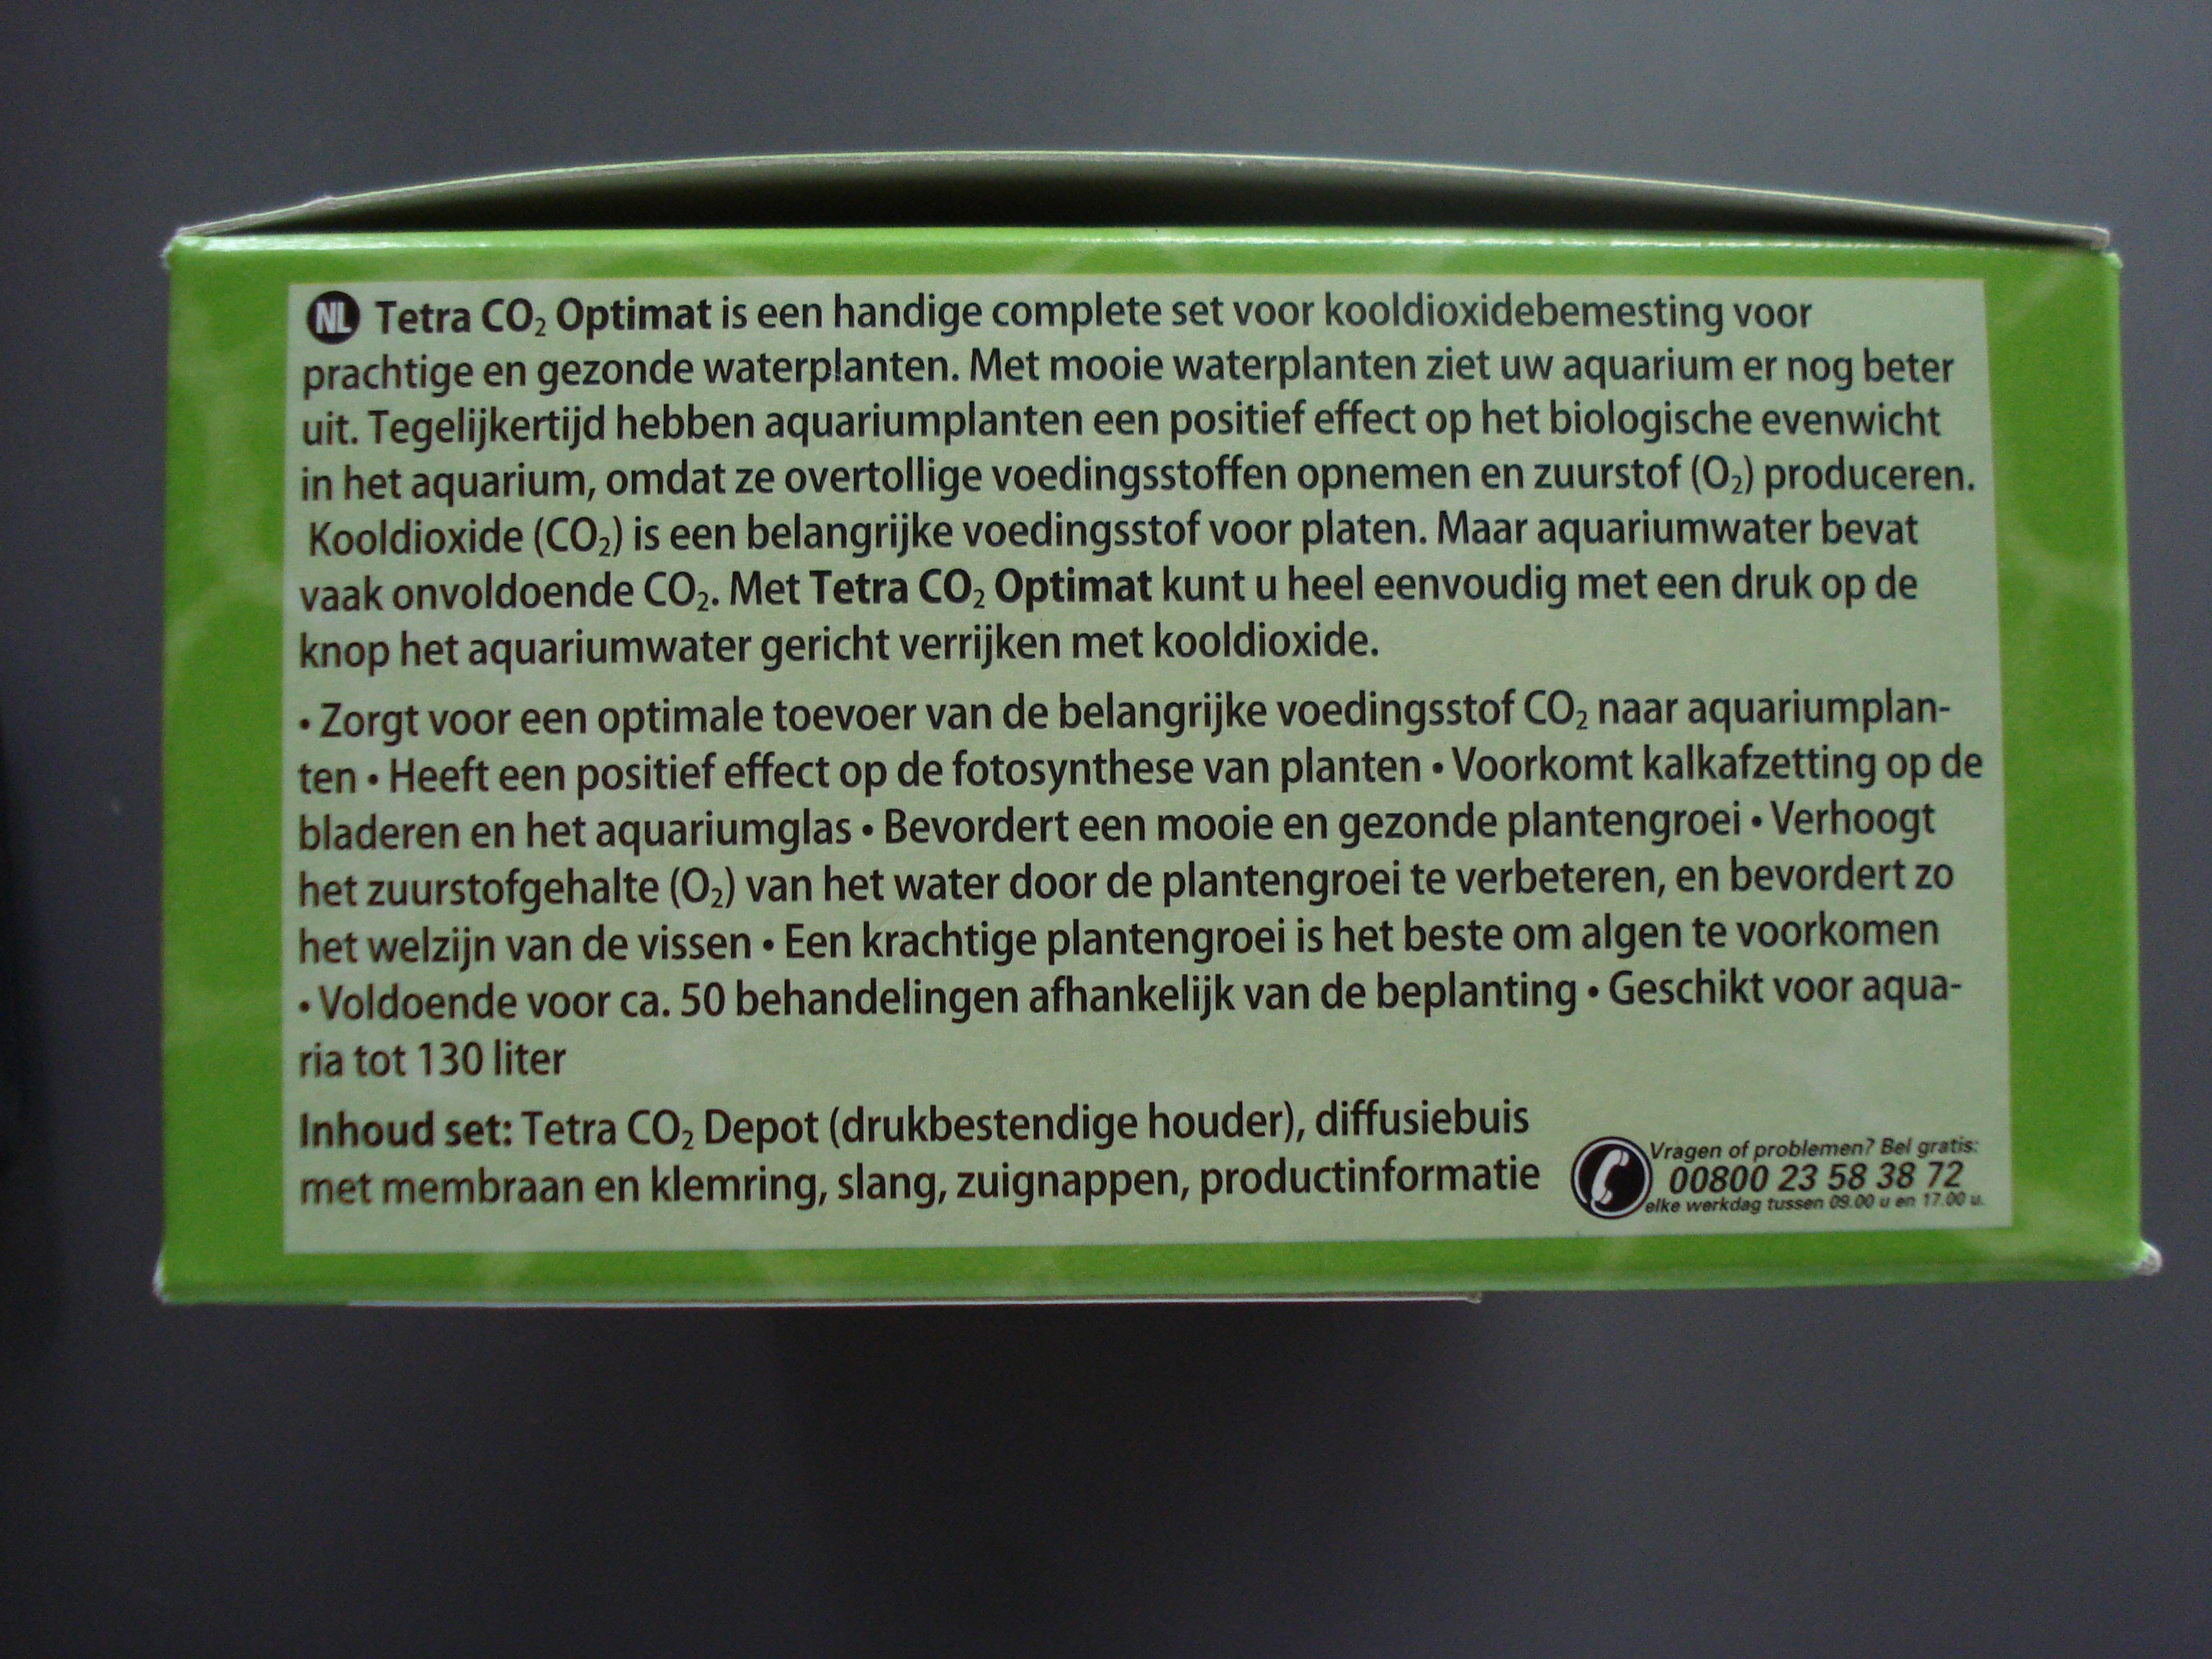 NL Tetra CO₂ Optimat is een handige complete set voor kooldioxidebemesting voor
prachtige en gezonde waterplanten. Met mooie waterplanten ziet uw aquarium er nog beter
uit. Tegelijkertijd hebben aquariumplanten een positief effect op het biologische evenwicht
in het aquarium, omdat ze overtollige voedingsstoffen opnemen en zuurstof (O₂) produceren.
Kooldioxide (CO₂) is een belangrijke voedingsstof voor platen. Maar aquariumwater bevat
vaak onvoldoende CO₂. Met Tetra CO₂ Optimat kunt u heel eenvoudig met een druk op de
knop het aquariumwater gericht verrijken met kooldioxide.
• Zorgt voor een optimale toevoer van de belangrijke voedingsstof CO₂ naar aquariumplan-
ten • Heeft een positief effect op de fotosynthese van planten • Voorkomt kalkafzetting op de
bladeren en het aquariumglas • Bevordert een mooie en gezonde plantengroei • Verhoogt
het zuurstofgehalte (O₂) van het water door de plantengroei te verbeteren, en bevordert zo
het welzijn van de vissen • Een krachtige plantengroei is het beste om algen te voorkomen
• Voldoende voor ca. 50 behandelingen afhankelijk van de beplanting • Geschikt voor aqua-
ria tot 130 liter
Inhoud set: Tetra CO₂ Depot (drukbestendige houder), diffusiebuis
met membraan en klemring, slang, zuignappen, productinformatie
Vragen of problemen? Bel gratis:
00800 23 58 38 72
elke werkdag tussen 09.00 u en 17.00 u.